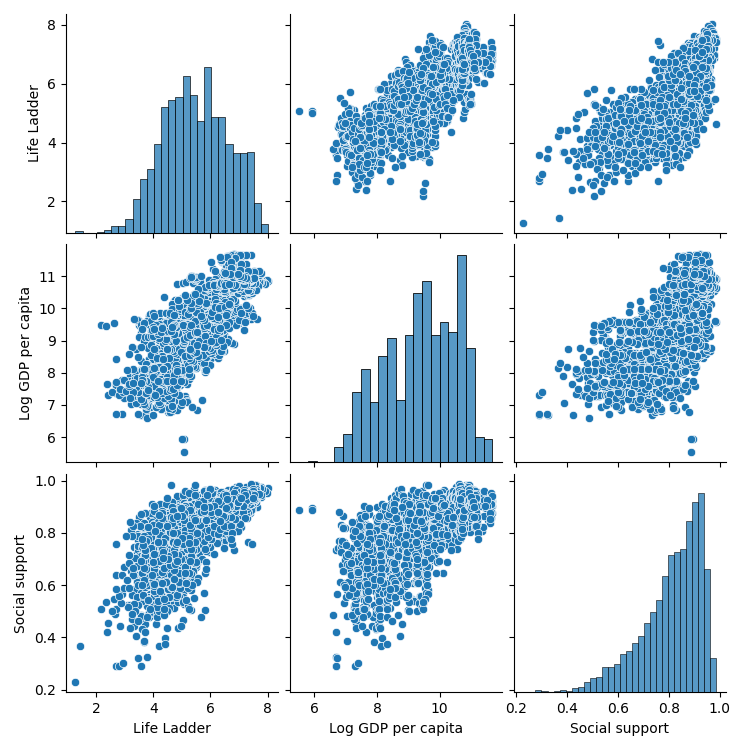 8
6
4
2
Life Ladder
11
10
9
8
7
6
Log GDP per capita
1.0
0.8
0.6
0.4
0.2
Social support
2 4 6 8
6 8 10
0.2 0.4 0.6 0.8 1.0
Life Ladder
Log GDP per capita
Social support